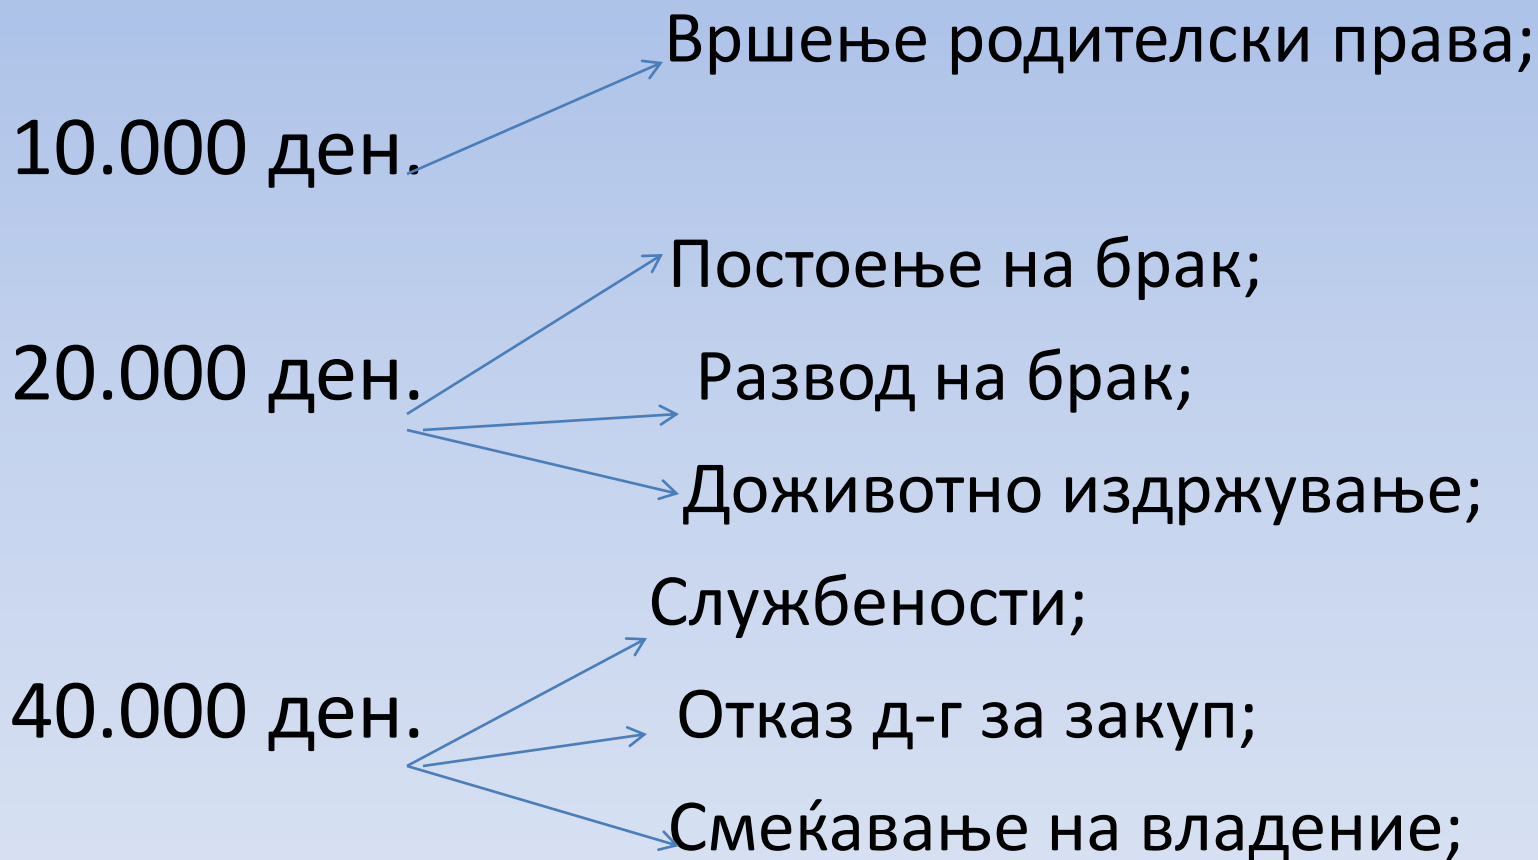 Вршење родителски права;
10.000 ден.
Постоење на брак;
20.000 ден.
Развод на брак;
Доживотно издржување;
Службености;
40.000 ден.
Отказ д-г за закуп;
Смеќавање на владение;